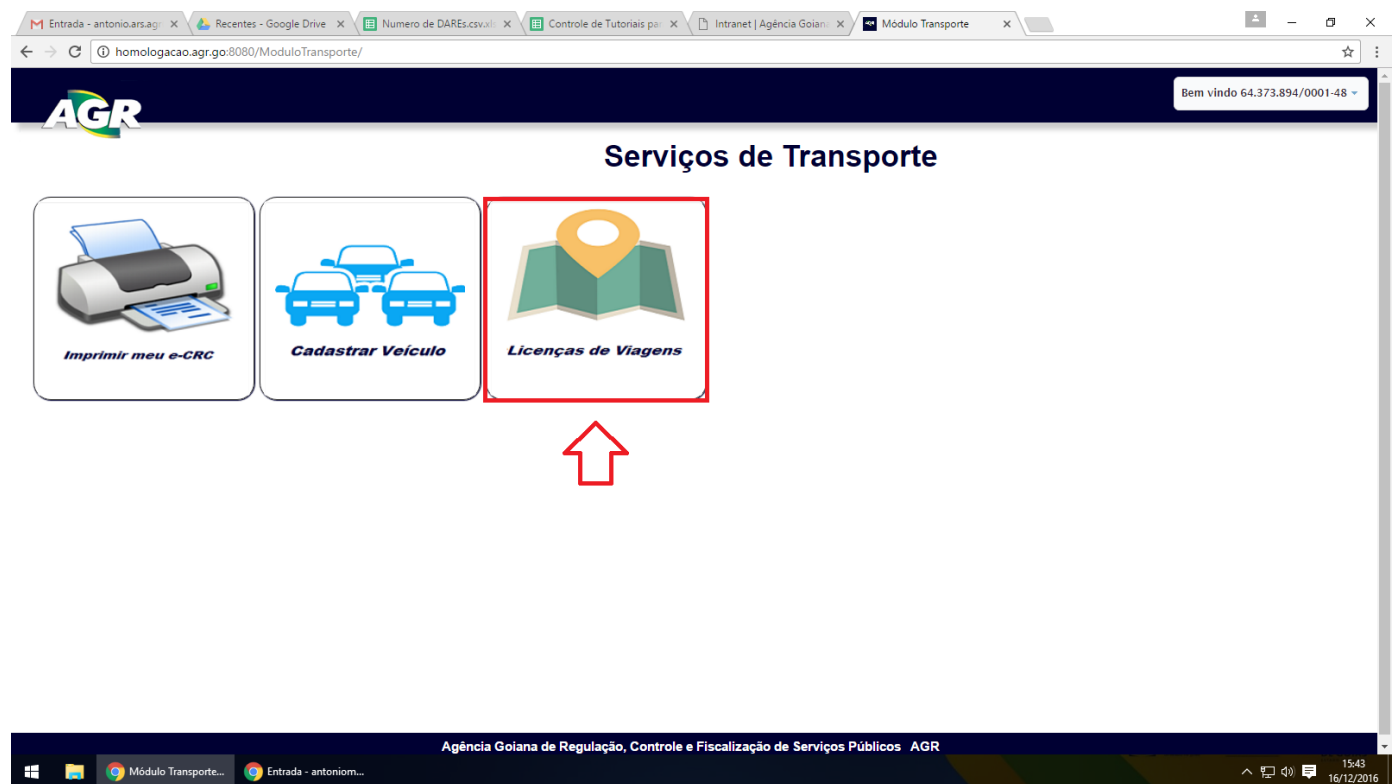 Entrada - antonio.ars.agr
Recentes - Google Drive
Numero de DAREs.csv.xls
Controle de Tutoriais pa
Intranet | Agência Goian
Módulo Transporte
homologacao.agr.go:8080/ModuloTransporte/
AGR
Bem vindo 64.373.894/0001-48
Serviços de Transporte
Imprimir meu e-CRC
Cadastrar Veículo
Licenças de Viagens
Agência Goiana de Regulação, Controle e Fiscalização de Serviços Públicos AGR
Módulo Transporte...
Entrada - antoniom...
15:43
16/12/2016